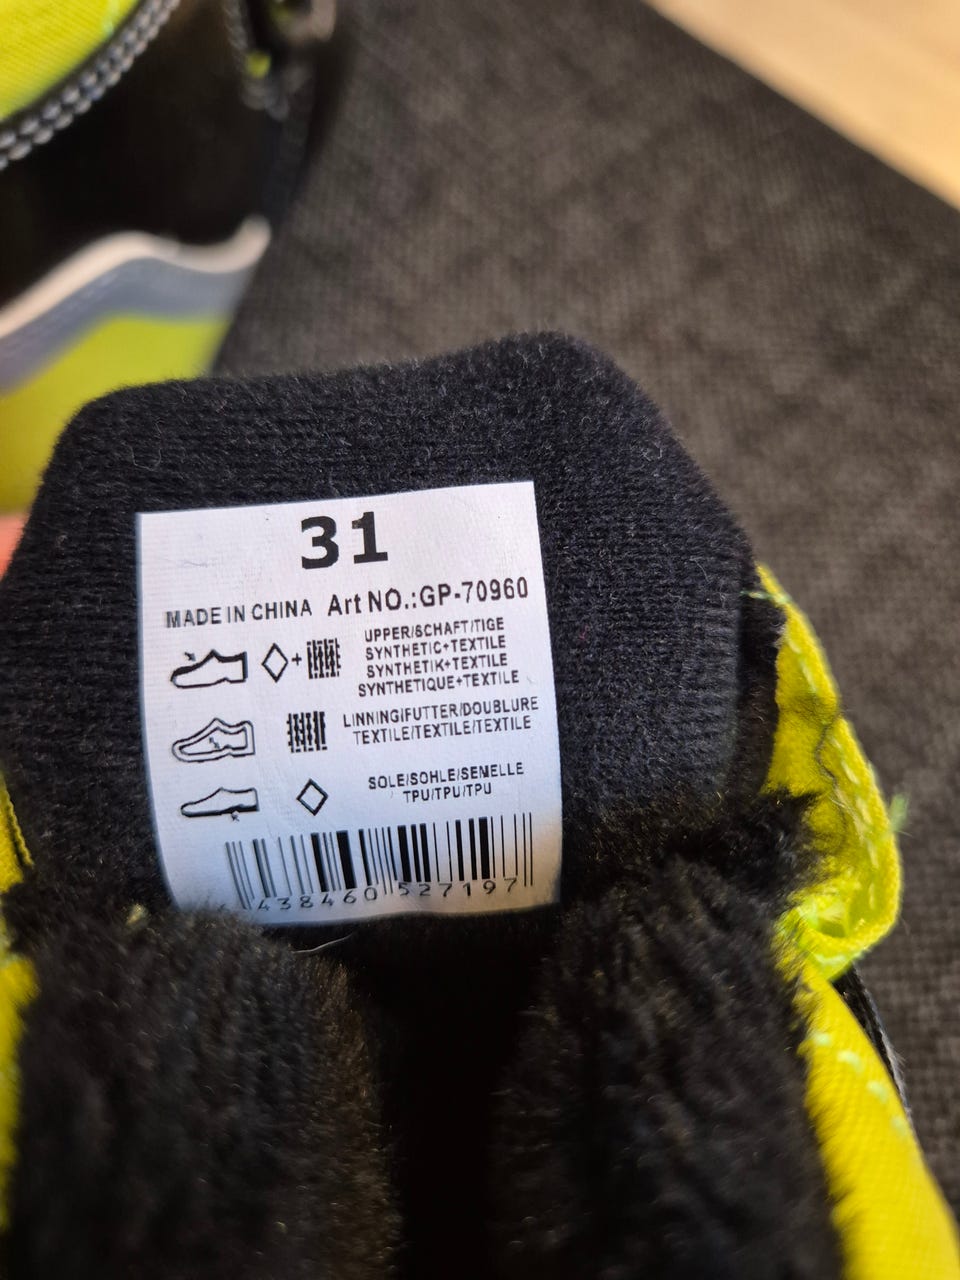 31
MADE IN CHINA Art NO.:GP-70960
UPPER/SCHAFT/TIGE
SYNTHETIC+TEXTILE
SYNTHETIK+TEXTILE
SYNTHETIQUE+TEXTILE
LINNING/FUTTER/DOUBLURE
TEXTILE/TEXTILE/TEXTILE
SOLE/SOHLE/SEMELLE
TPU/TPU/TPU
6 438460 527197